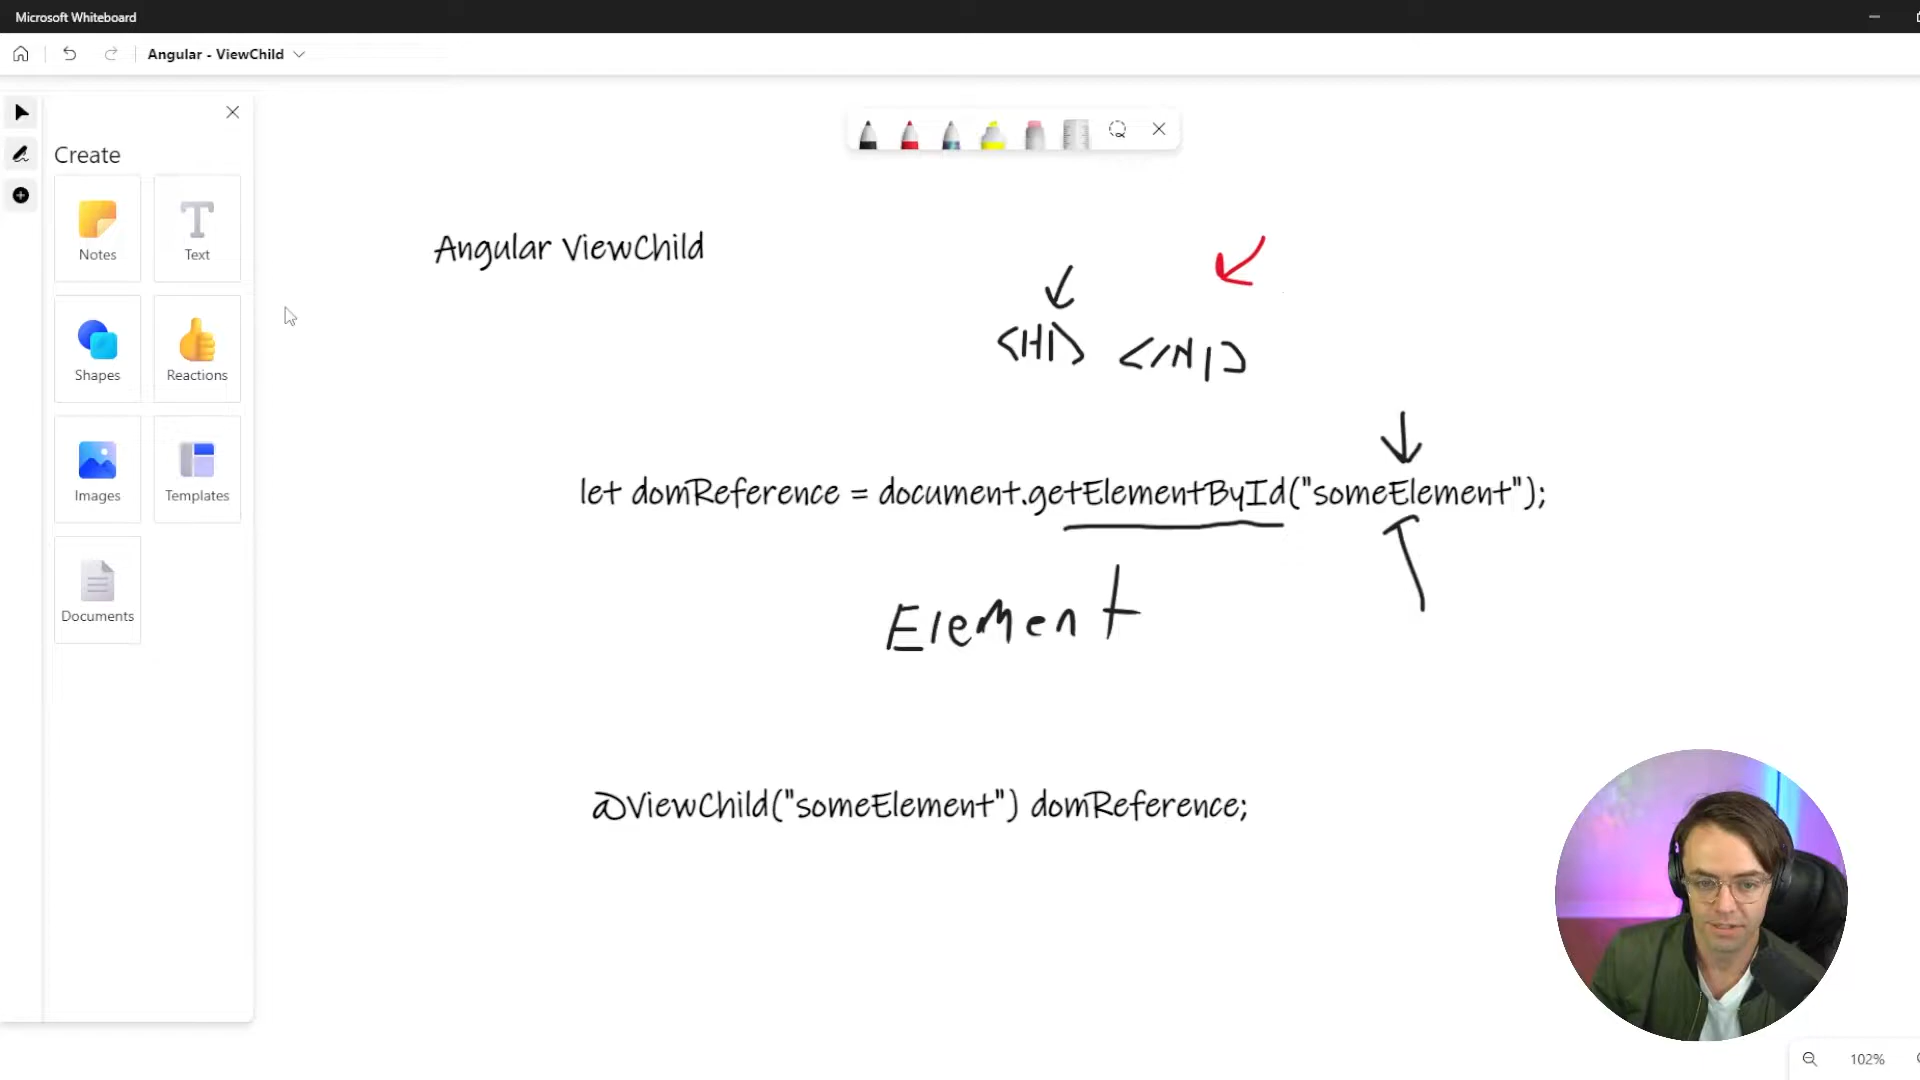 Microsoft Whiteboard
Angular - ViewChild
Create
Notes
Text
Shapes
Reactions
Images
Templates
Documents
Angular ViewChild
<H1> </H1>
let domReference = document.getElementById("someElement");
Element
@ViewChild("someElement") domReference;
102%